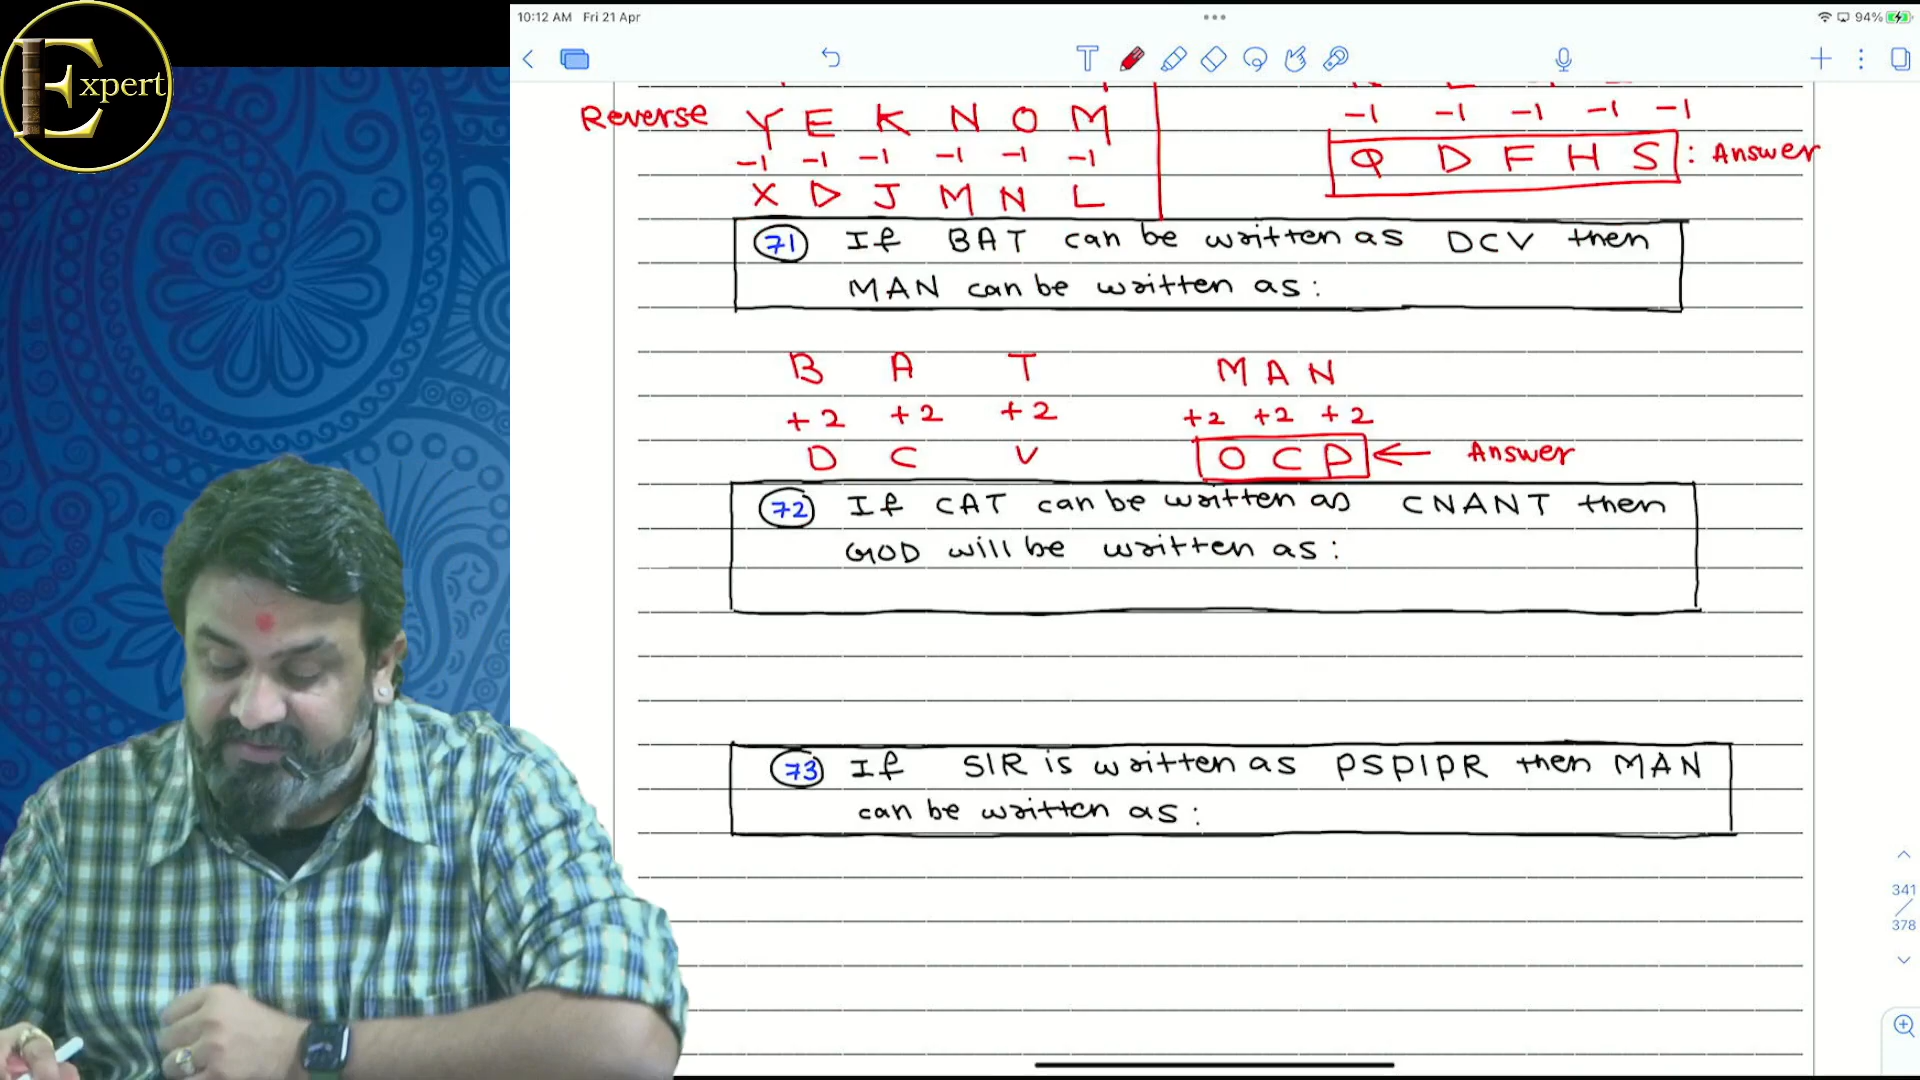 Expert
10:12 AM Fri 21 Apr
94%
Reverse Y E K N O M
-1 -1 -1 -1 -1 -1
X D J M N L
-1 -1 -1 -1 -1
Q D F H S : Answer
71 If BAT can be written as DCV then
MAN can be written as:
B A T
+2 +2 +2
D C V
M A N
+2 +2 +2
O C P ← Answer
72 If CAT can be written as CNANT then
GOD will be written as:
73 If SIR is written as PSPIPR then MAN
can be written as:
341
378